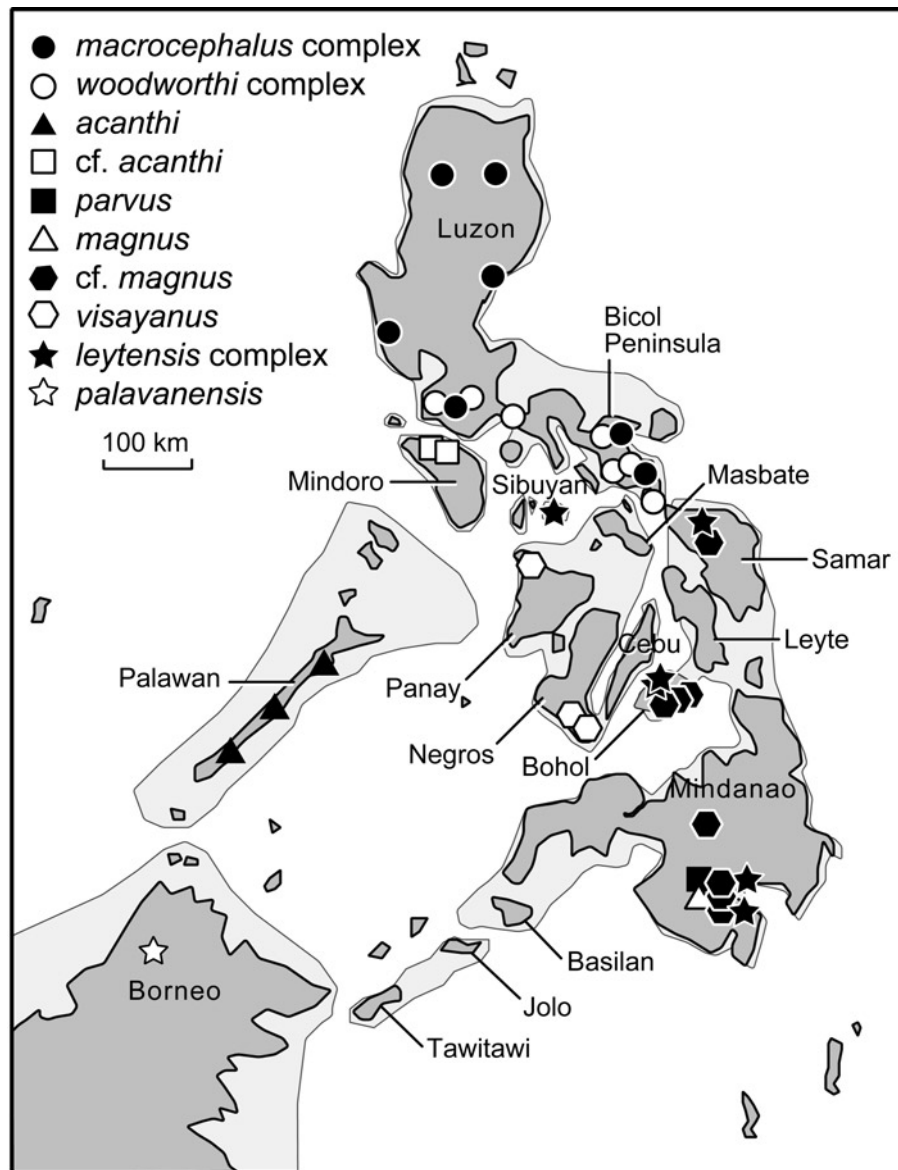 macrocephalus complex
woodworthi complex
acanthi
cf. acanthi
parvus
magnus
cf. magnus
visayanus
leytensis complex
palavanensis
100 km
Luzon
Bicol
Peninsula
Mindoro
Sibuyan
Masbate
Samar
Leyte
Cebu
Palawan
Panay
Negros
Bohol
Mindanao
Basilan
Borneo
Jolo
Tawitawi